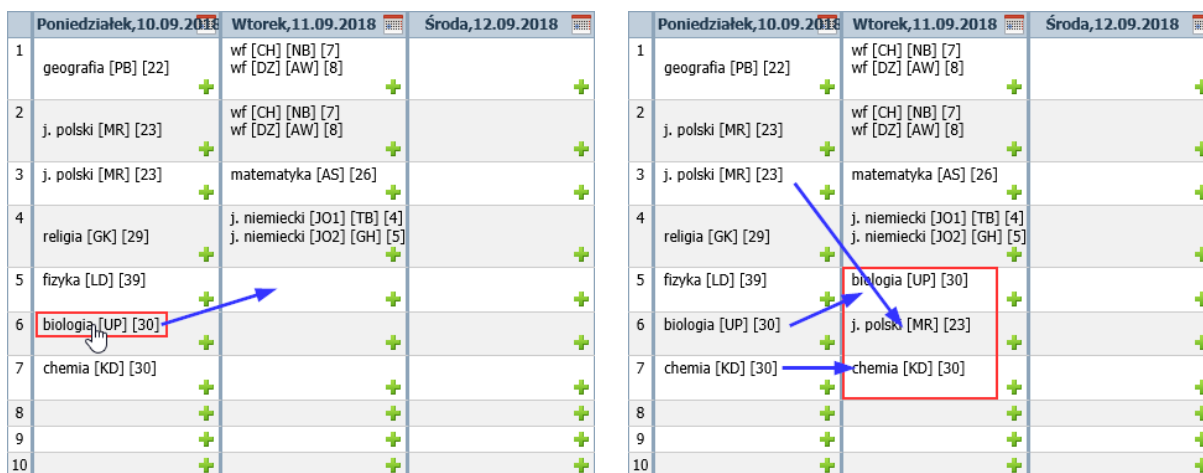 Poniedziałek,10.09.2018 Wtorek,11.09.2018 Środa,12.09.2018
1 geografia [PB] [22] wf [CH] [NB] [7]
wf [DZ] [AW] [8]
2 j. polski [MR] [23] wf [CH] [NB] [7]
wf [DZ] [AW] [8]
3 j. polski [MR] [23] matematyka [AS] [26]
4 religia [GK] [29] j. niemiecki [JO1] [TB] [4]
j. niemiecki [JO2] [GH] [5]
5 fizyka [LD] [39]
6 biologia [UP] [30]
7 chemia [KD] [30]
8
9
10
Poniedziałek,10.09.2018 Wtorek,11.09.2018 Środa,12.09.2018
1 geografia [PB] [22] wf [CH] [NB] [7]
wf [DZ] [AW] [8]
2 j. polski [MR] [23] wf [CH] [NB] [7]
wf [DZ] [AW] [8]
3 j. polski [MR] [23] matematyka [AS] [26]
4 religia [GK] [29] j. niemiecki [JO1] [TB] [4]
j. niemiecki [JO2] [GH] [5]
5 fizyka [LD] [39] biologia [UP] [30]
6 biologia [UP] [30] j. polski [MR] [23]
7 chemia [KD] [30] chemia [KD] [30]
8
9
10